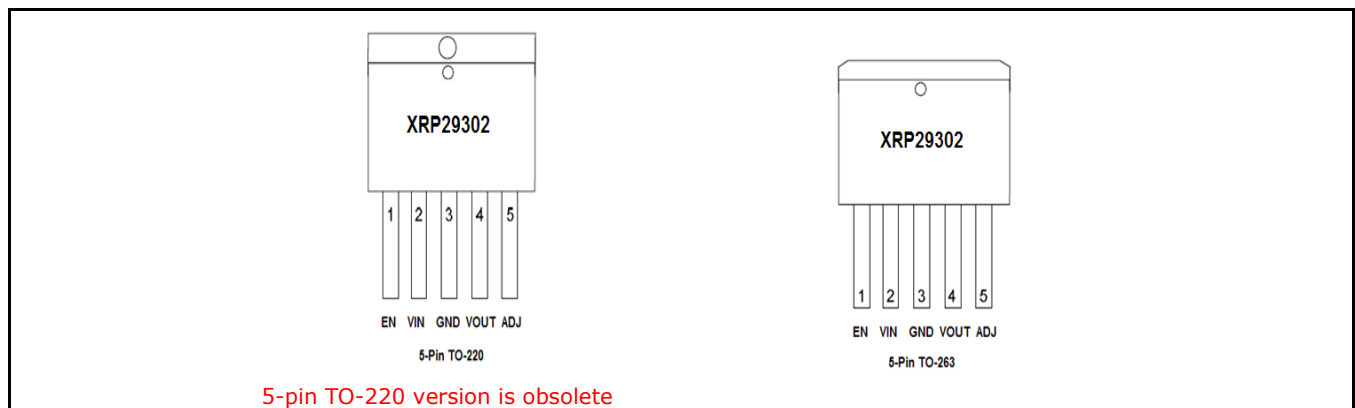 XRP29302
1 2 3 4 5
EN VIN GND VOUT ADJ
5-Pin TO-220
5-pin TO-220 version is obsolete
XRP29302
1 2 3 4 5
EN VIN GND VOUT ADJ
5-Pin TO-263